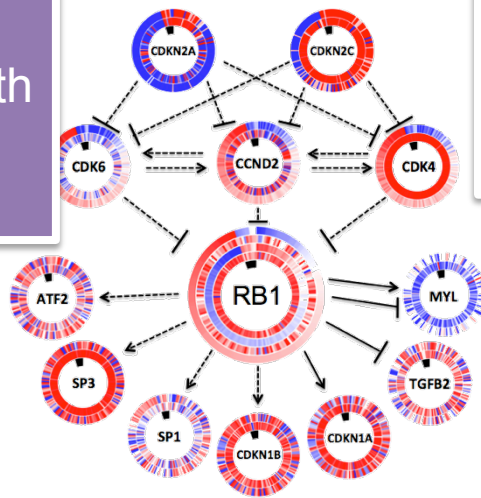 th
CDKN2A
CDKN2C
CDK6
CCND2
CDK4
RB1
ATF2
MYL
SP3
TGFB2
SP1
CDKN1B
CDKN1A